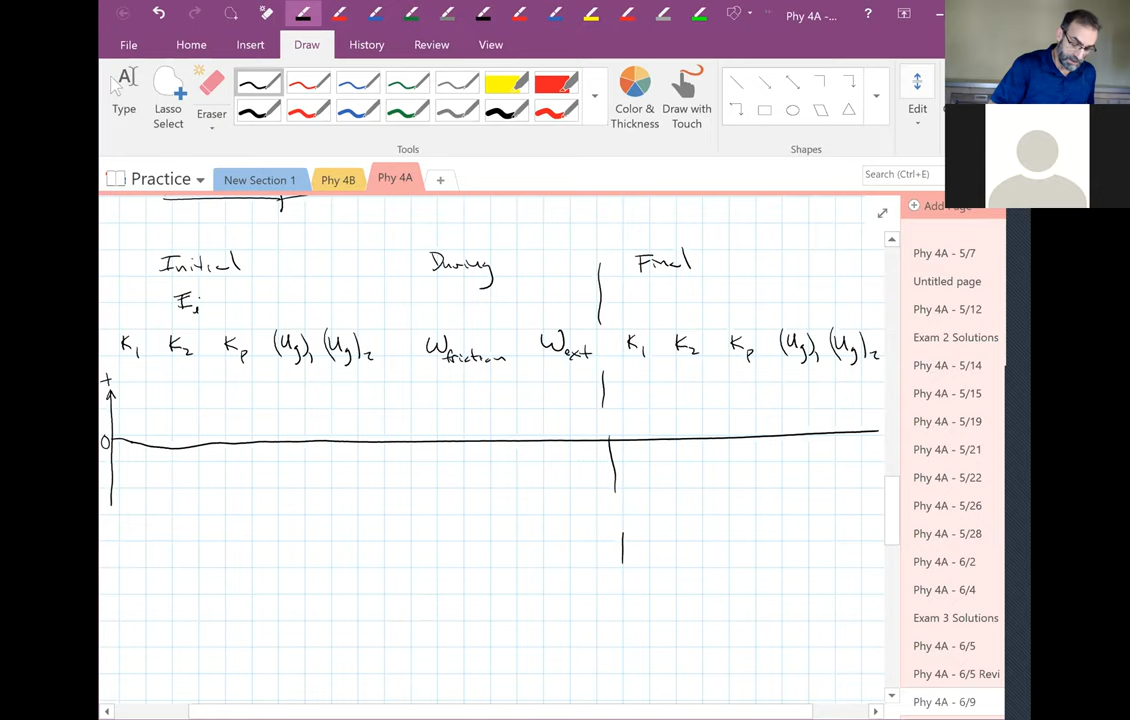 Phy 4A -... ?
File Home Insert Draw History Review View
Type Lasso Select Eraser Color & Thickness Draw with Touch Edit
Tools Shapes
Practice New Section 1 Phy 4B Phy 4A + Search (Ctrl+E)
Add Page
Phy 4A - 5/7
Untitled page
Phy 4A - 5/12
Exam 2 Solutions
Phy 4A - 5/14
Phy 4A - 5/15
Phy 4A - 5/19
Phy 4A - 5/21
Phy 4A - 5/22
Phy 4A - 5/26
Phy 4A - 5/28
Phy 4A - 6/2
Phy 4A - 6/4
Exam 3 Solutions
Phy 4A - 6/5
Phy 4A - 6/5 Revi
Phy 4A - 6/9
Initial During Final
Ei
K1 K2 Kp (Ug)1 (Ug)2 Wfriction Wext K1 K2 Kp (Ug)1 (Ug)2
+
0